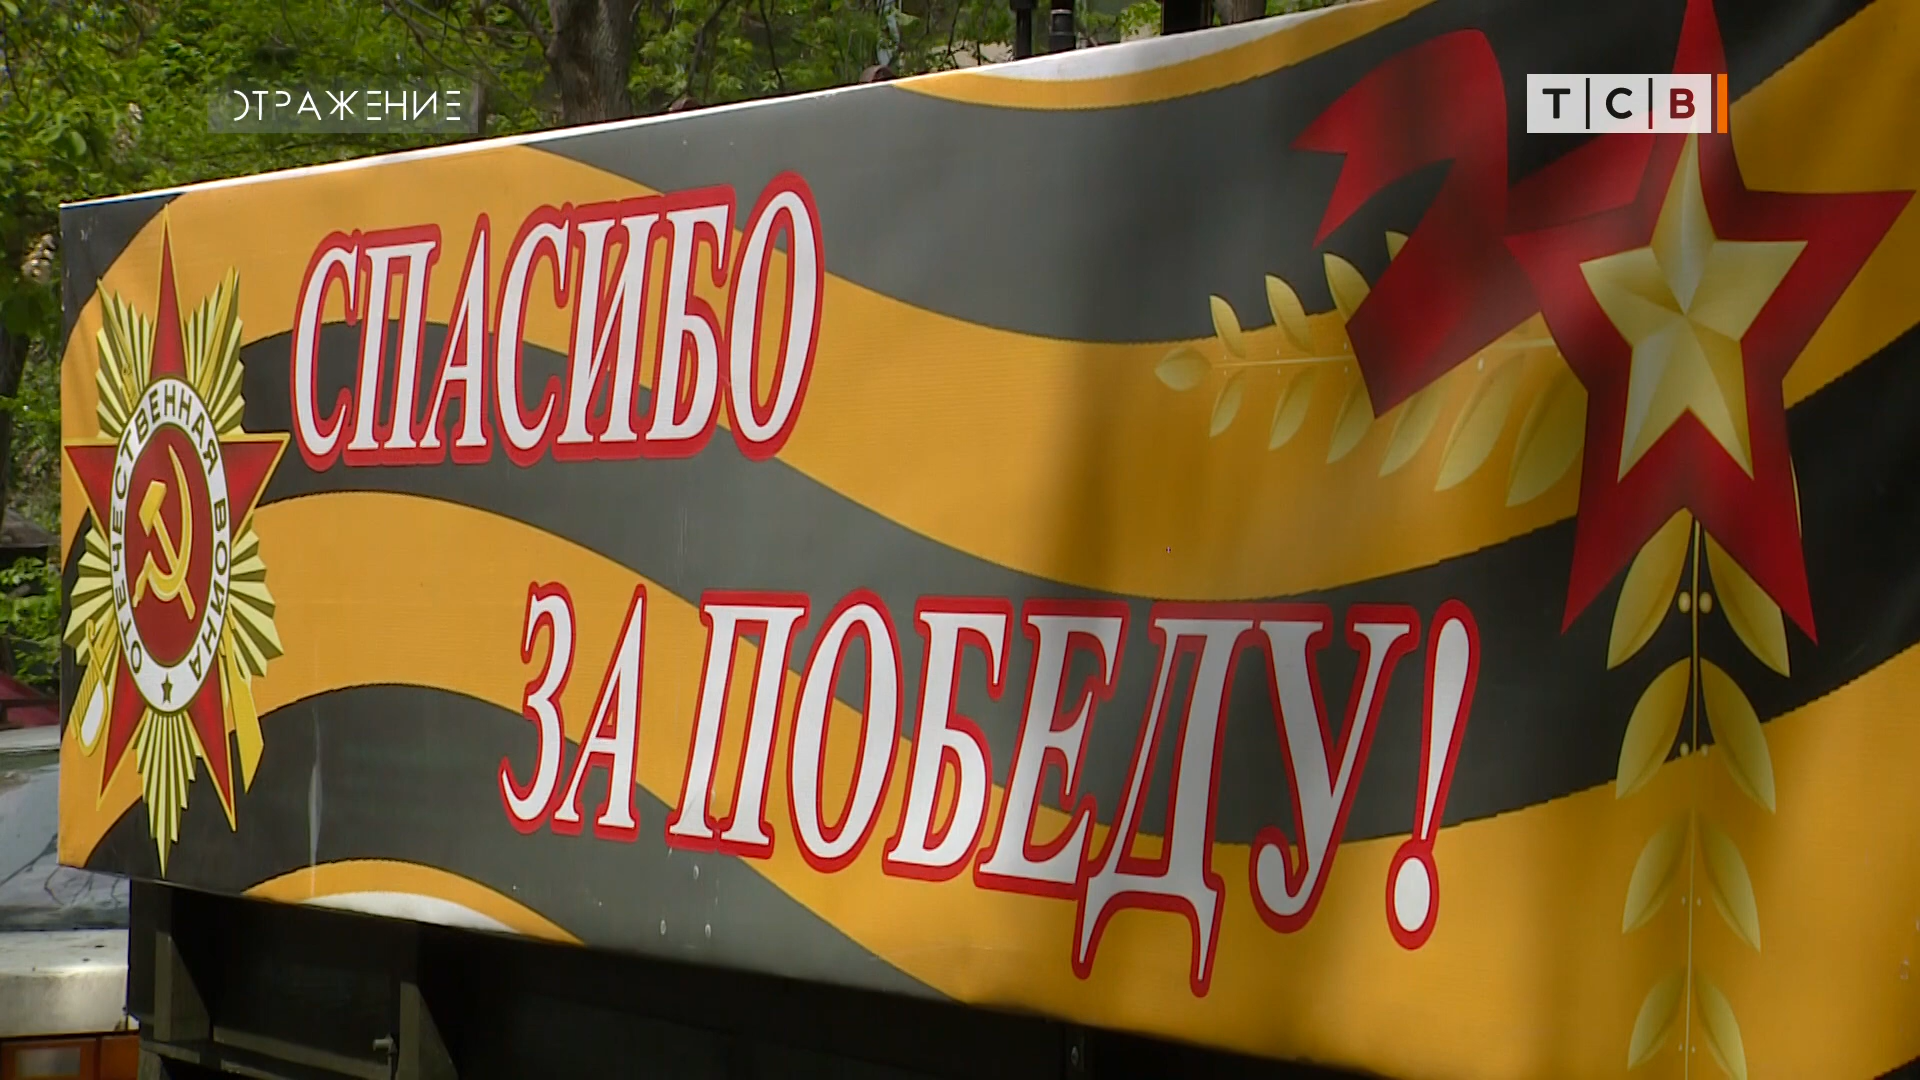 ОТРАЖЕНИЕ
ТСВ
СПАСИБО
ЗА ПОБЕДУ!
ОТЕЧЕСТВЕННАЯ ВОЙНА